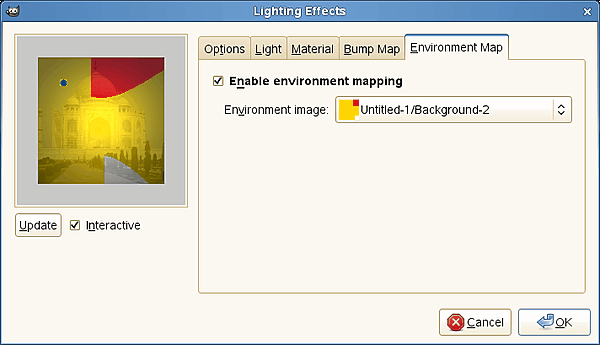 Lighting Effects
Options Light Material Bump Map Environment Map
Enable environment mapping
Environment image: Untitled-1/Background-2
Update Interactive
Cancel OK